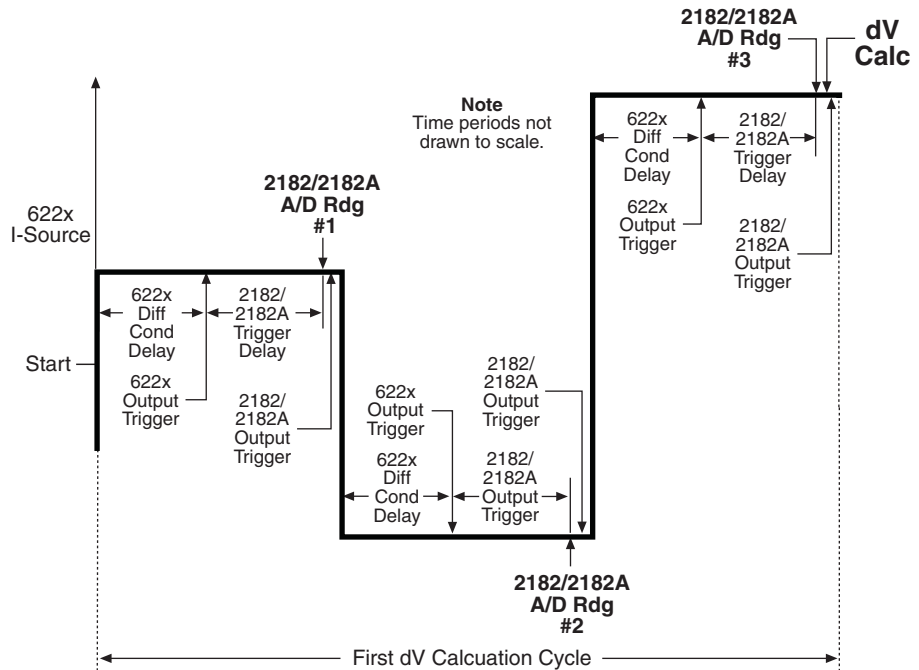 2182/2182A
A/D Rdg
#3
dV
Calc
Note
Time periods not
drawn to scale.
622x
Diff
Cond
Delay
2182/
2182A
Trigger
Delay
622x
Output
Trigger
2182/
2182A
Output
Trigger
2182/2182A
A/D Rdg
#1
622x
I-Source
622x
Diff
Cond
Delay
2182/
2182A
Trigger
Delay
Start
622x
Output
Trigger
2182/
2182A
Output
Trigger
622x
Output
Trigger
2182/
2182A
Output
Trigger
622x
Diff
Cond
Delay
2182/
2182A
Output
Trigger
2182/2182A
A/D Rdg
#2
First dV Calcuation Cycle